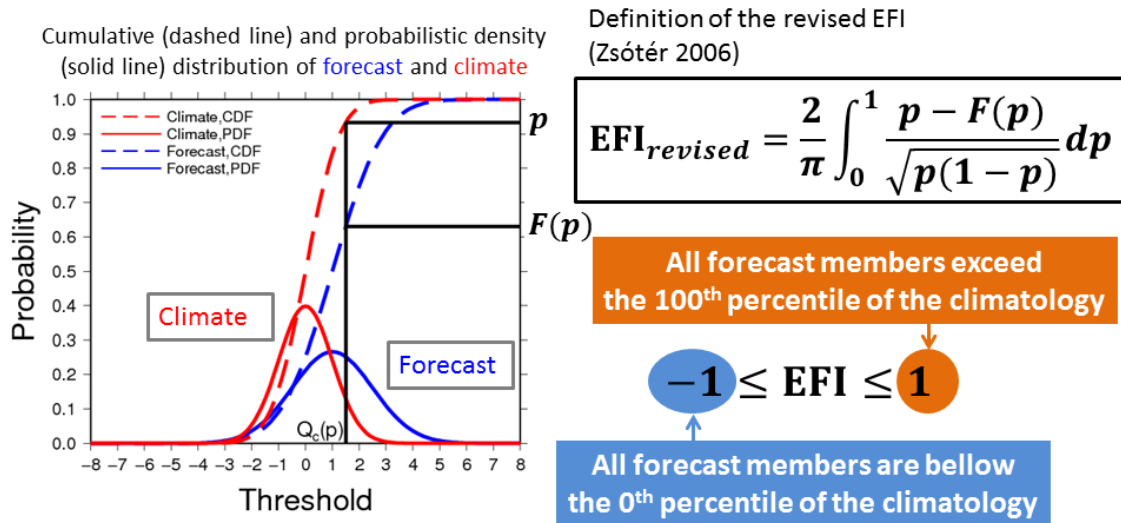 Cumulative (dashed line) and probabilistic density
(solid line) distribution of forecast and climate
1.0
0.9
0.8
0.7
0.6
0.5
0.4
0.3
0.2
0.1
0.0
Probability
Climate,CDF
Climate,PDF
Forecast,CDF
Forecast,PDF
p
F(p)
Climate
Forecast
Q_c(p)
−8 −7 −6 −5 −4 −3 −2 −1 0 1 2 3 4 5 6 7 8
Threshold
Definition of the revised EFI
(Zsótér 2006)
EFI_revised = 2/π ∫₀¹ (p − F(p))/√(p(1 − p)) dp
All forecast members exceed
the 100th percentile of the climatology
−1 ≤ EFI ≤ 1
All forecast members are bellow
the 0th percentile of the climatology